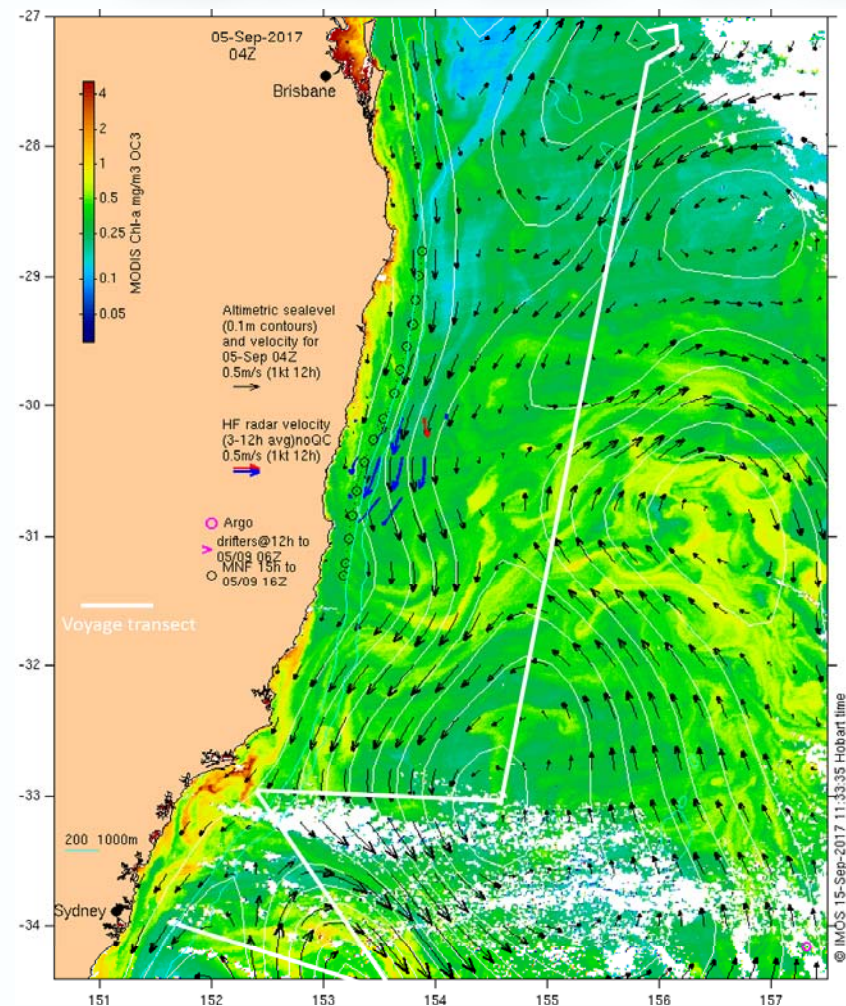 -27
-28
-29
-30
-31
-32
-33
-34
05-Sep-2017
04Z
Brisbane
4
2
1
0.5
0.25
0.1
0.05
MODIS Chl-a mg/m3 OC3
Altimetric sealevel
(0.1m contours)
and velocity for
05-Sep 04Z
0.5m/s (1kt 12h)
HF radar velocity
(3-12h avg)noQC
0.5m/s (1kt 12h)
Argo
drifters@12h to
05/09 06Z
MNF 15h to
05/09 16Z
Voyage transect
200 1000m
Sydney
151
152
153
154
155
156
157
© IMOS 15-Sep-2017 11:33:35 Hobart time